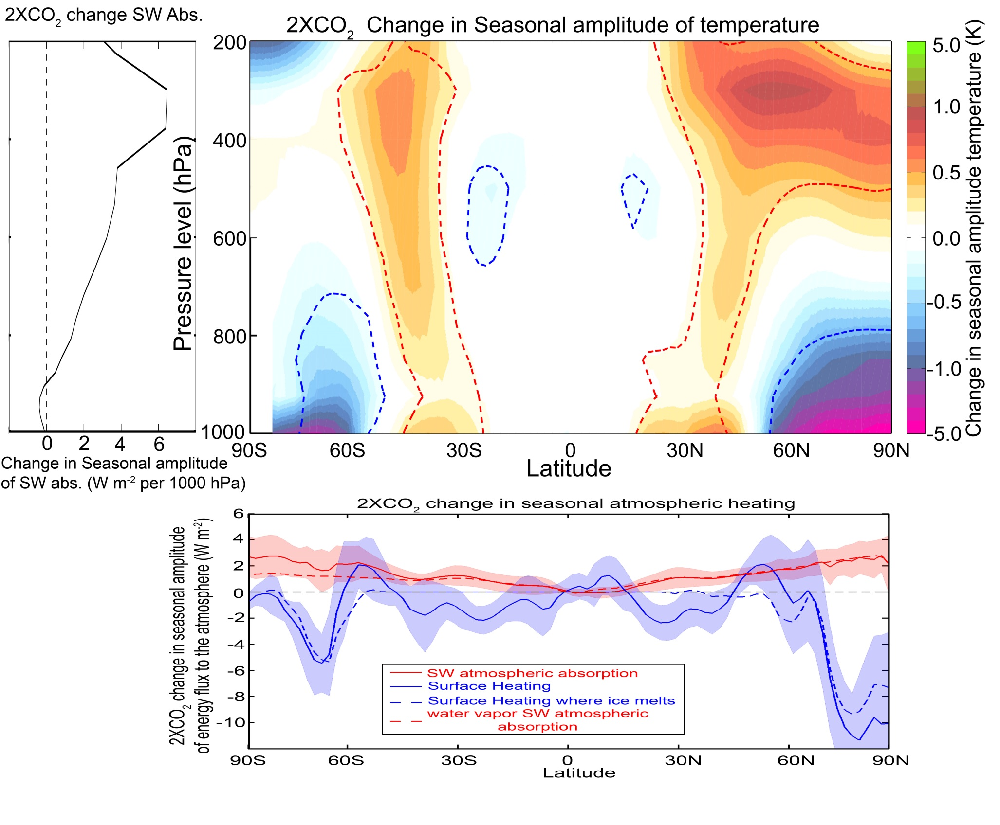 2XCO2 change SW Abs.
0 2 4 6
Change in Seasonal amplitude
of SW abs. (W m-2 per 1000 hPa)
2XCO2 Change in Seasonal amplitude of temperature
Pressure level (hPa)
200
400
600
800
1000
90S 60S 30S 0 30N 60N 90N
Latitude
5.0
1.0
0.5
0.0
-0.5
-1.0
-5.0
Change in seasonal amplitude temperature (K)
2XCO2 change in seasonal atmospheric heating
2XCO2 change in seasonal amplitude
of energy flux to the atmosphere (W m-2)
6
4
2
0
-2
-4
-6
-8
-10
SW atmospheric absorption
Surface Heating
Surface Heating where ice melts
water vapor SW atmospheric
absorption
90S 60S 30S 0 30N 60N 90N
Latitude